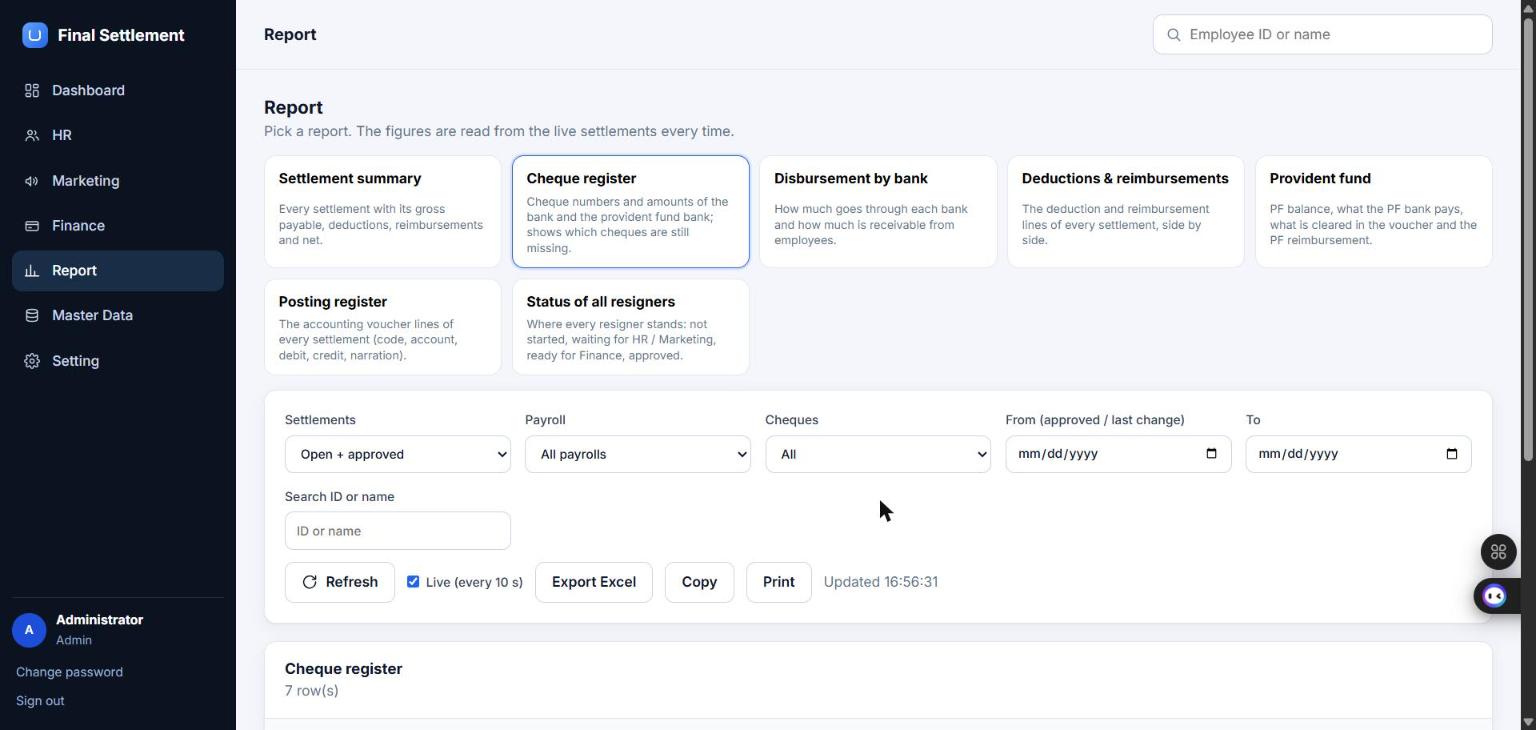 Final Settlement
Dashboard
HR
Marketing
Finance
Report
Master Data
Setting
A
Administrator
Admin
Change password
Sign out
Report
Employee ID or name
Report
Pick a report. The figures are read from the live settlements every time.
Settlement summary
Every settlement with its gross
payable, deductions, reimbursements
and net.
Cheque register
Cheque numbers and amounts of the
bank and the provident fund bank;
shows which cheques are still
missing.
Disbursement by bank
How much goes through each bank
and how much is receivable from
employees.
Deductions & reimbursements
The deduction and reimbursement
lines of every settlement, side by
side.
Provident fund
PF balance, what the PF bank pays,
what is cleared in the voucher and the
PF reimbursement.
Posting register
The accounting voucher lines of
every settlement (code, account,
debit, credit, narration).
Status of all resigners
Where every resigner stands: not
started, waiting for HR / Marketing,
ready for Finance, approved.
Settlements
Open + approved
Payroll
All payrolls
Cheques
All
From (approved / last change)
mm/dd/yyyy
To
mm/dd/yyyy
Search ID or name
ID or name
Refresh
Live (every 10 s)
Export Excel
Copy
Print
Updated 16:56:31
Cheque register
7 row(s)